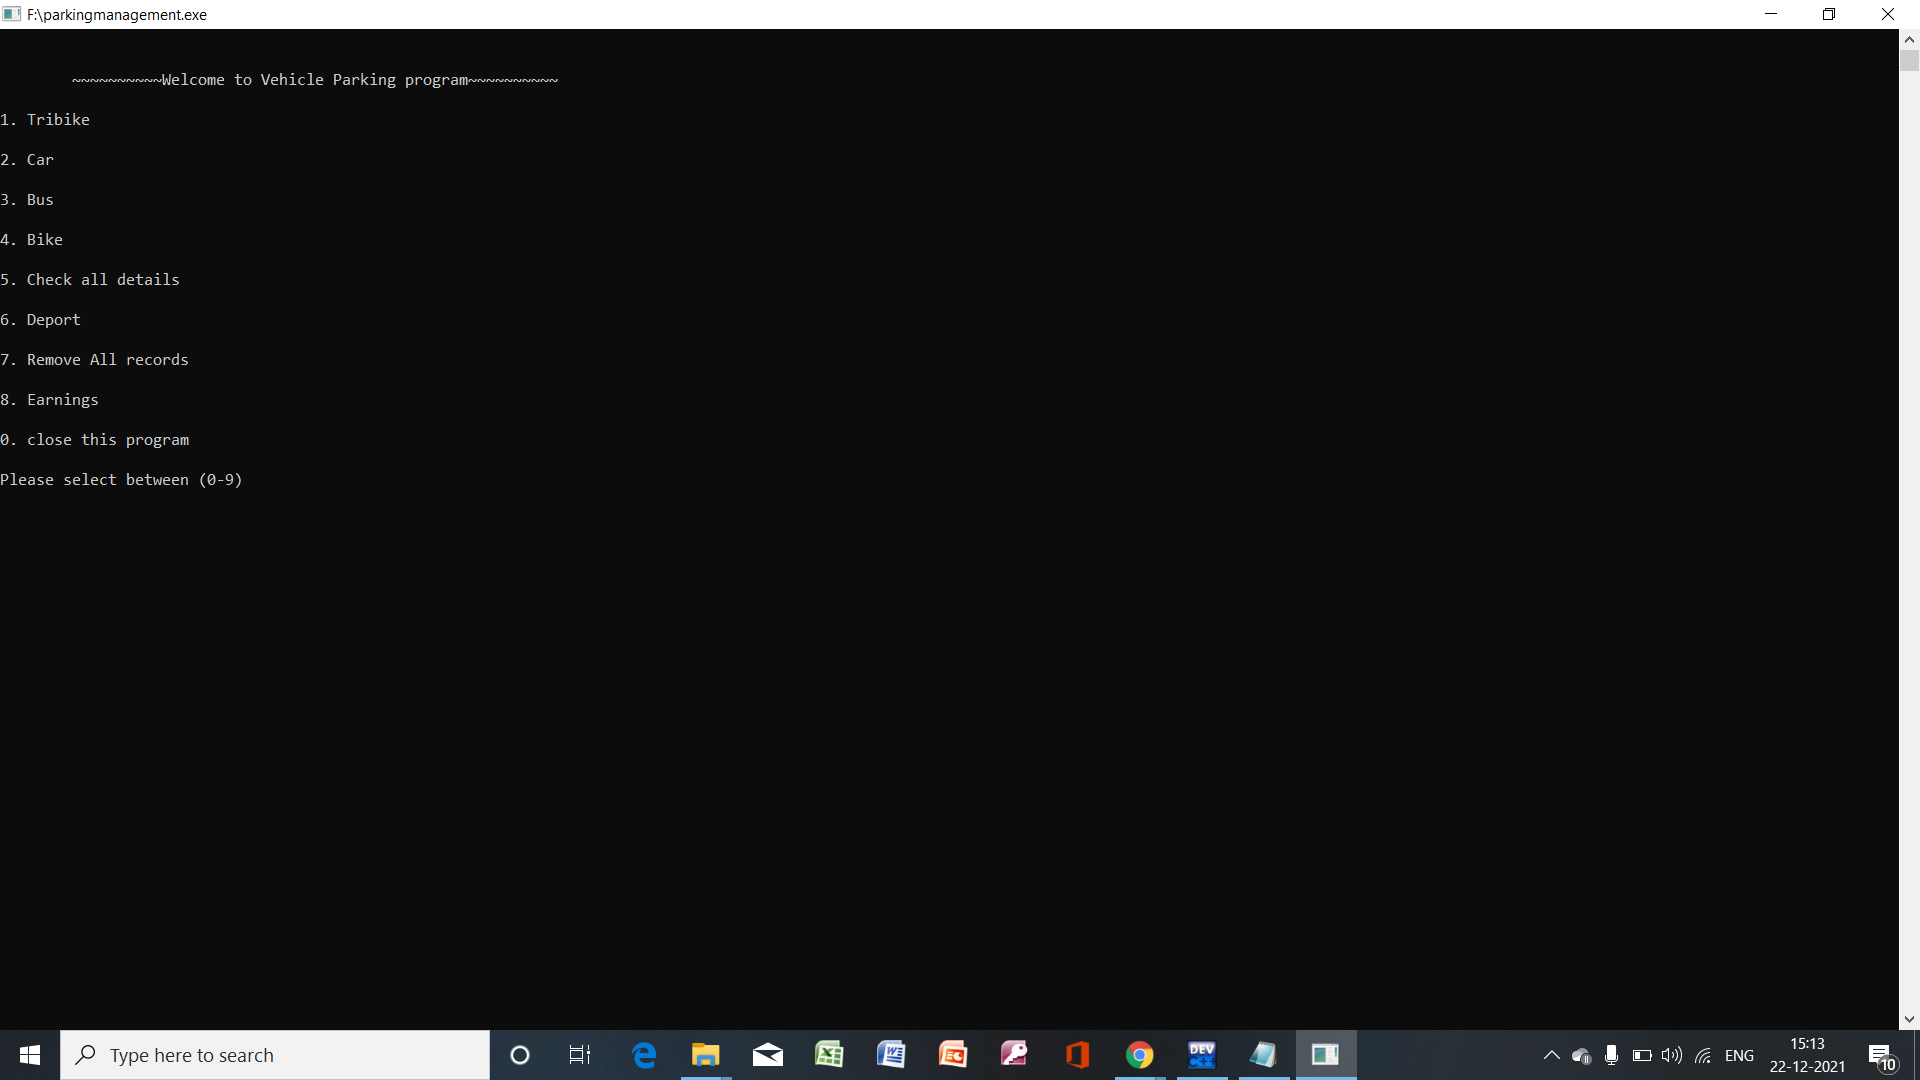 F:\parkingmanagement.exe
~~~~~~~~~~Welcome to Vehicle Parking program~~~~~~~~~~
1. Tribike
2. Car
3. Bus
4. Bike
5. Check all details
6. Deport
7. Remove All records
8. Earnings
0. close this program
Please select between (0-9)
Type here to search
DEV
ENG
15:13
22-12-2021
10